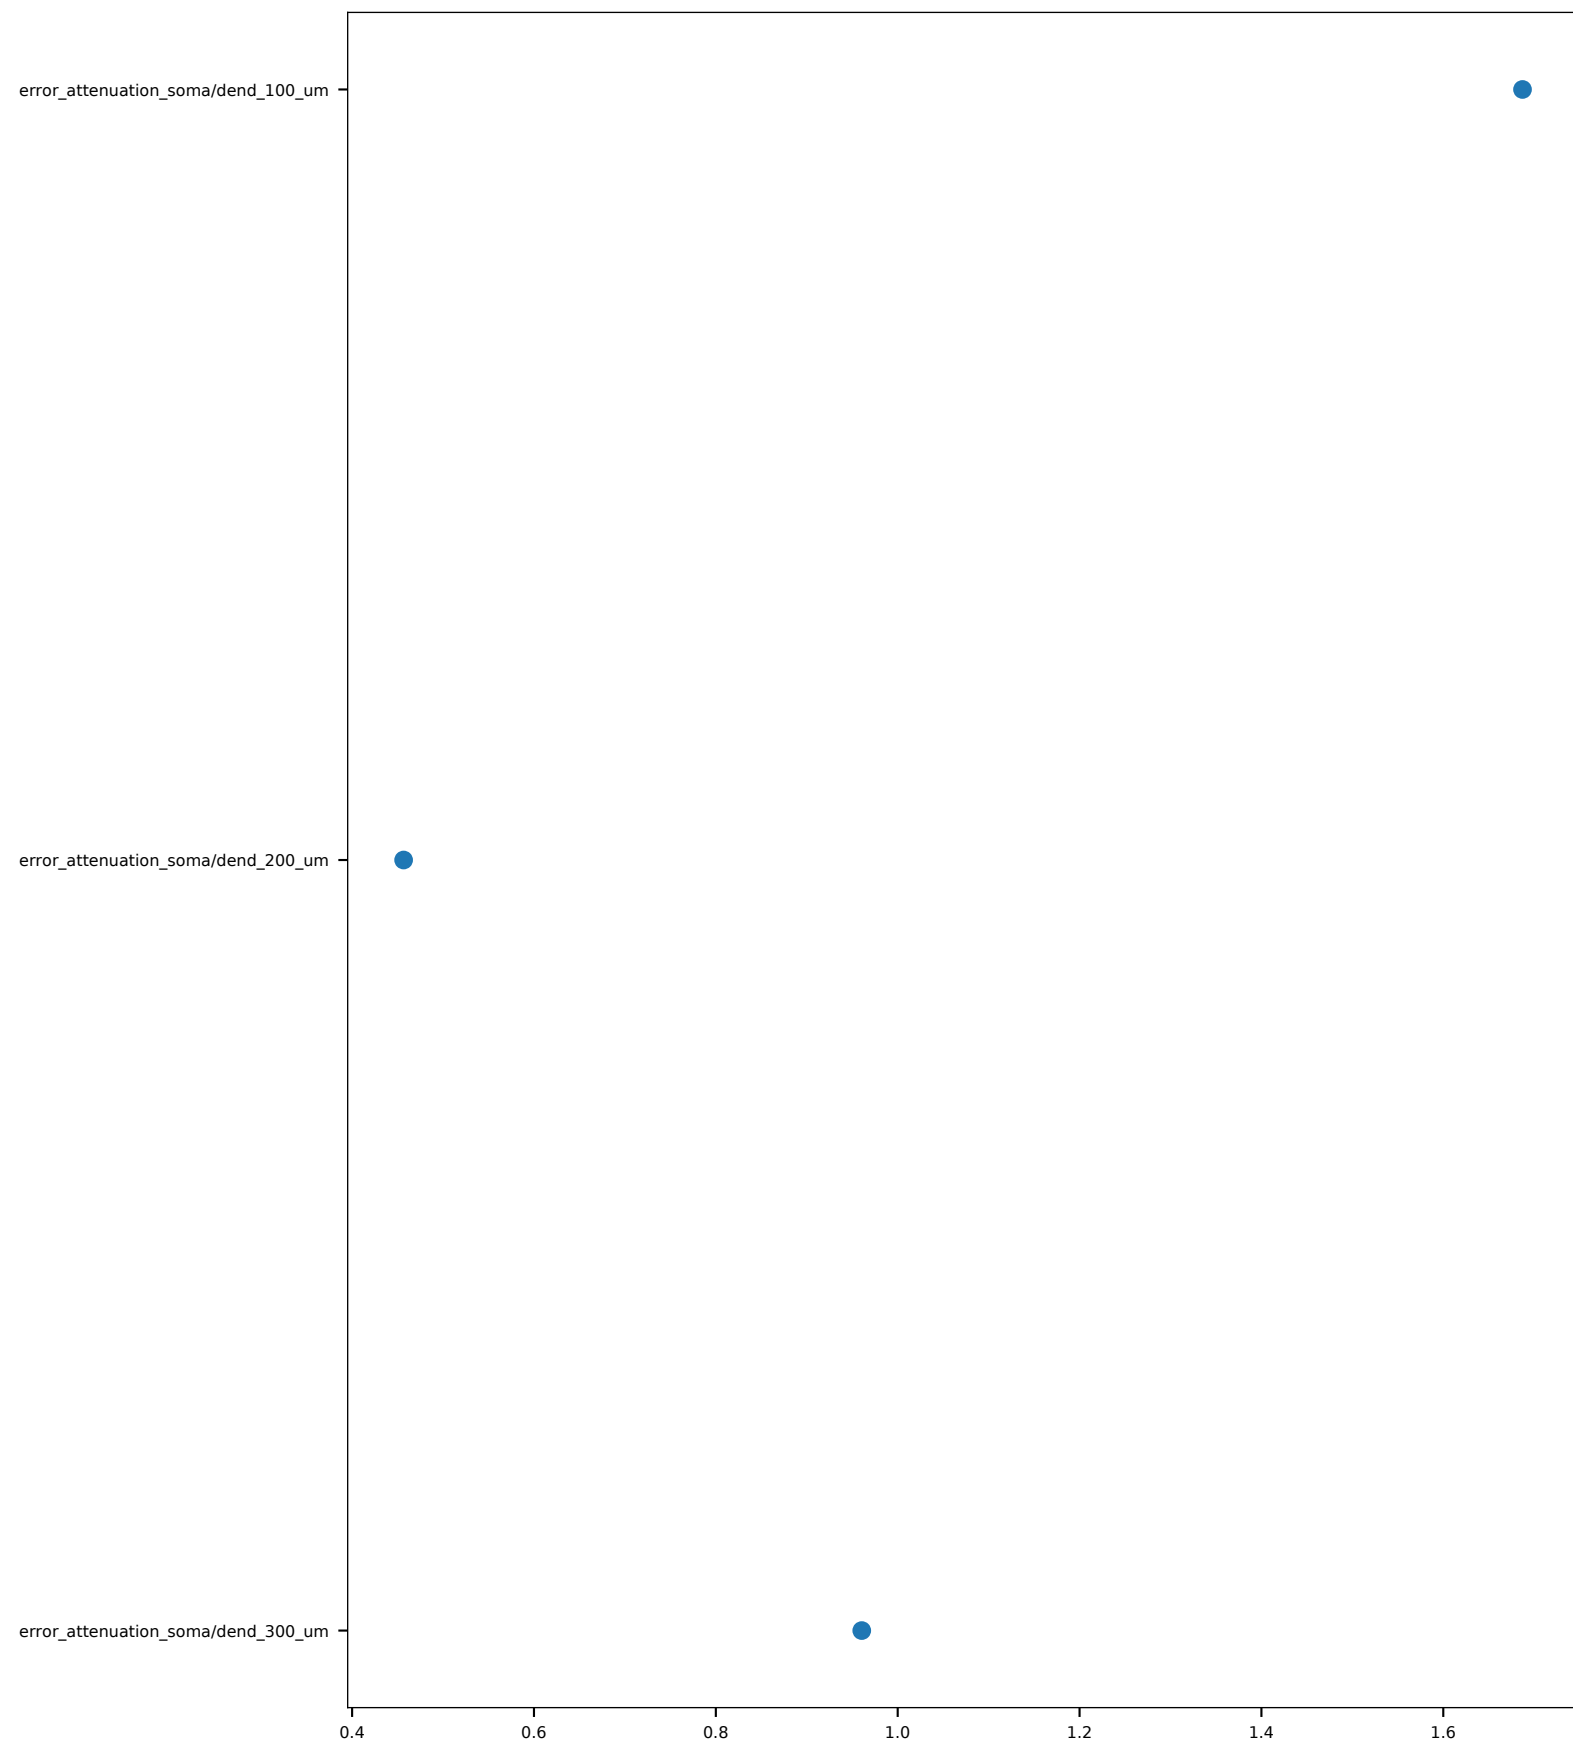 error_attenuation_soma/dend_100_um
error_attenuation_soma/dend_200_um
error_attenuation_soma/dend_300_um
0.4 0.6 0.8 1.0 1.2 1.4 1.6